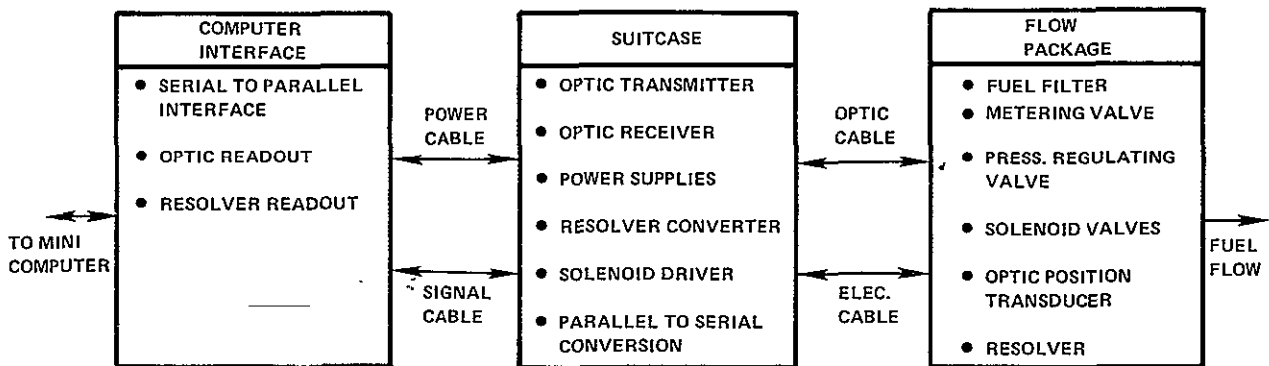 COMPUTER
INTERFACE
• SERIAL TO PARALLEL
INTERFACE
• OPTIC READOUT
• RESOLVER READOUT
TO MINI
COMPUTER
POWER
CABLE
SIGNAL
CABLE
SUITCASE
• OPTIC TRANSMITTER
• OPTIC RECEIVER
• POWER SUPPLIES
• RESOLVER CONVERTER
• SOLENOID DRIVER
• PARALLEL TO SERIAL
CONVERSION
OPTIC
CABLE
ELEC.
CABLE
FLOW
PACKAGE
• FUEL FILTER
• METERING VALVE
• PRESS. REGULATING
VALVE
• SOLENOID VALVES
• OPTIC POSITION
TRANSDUCER
• RESOLVER
FUEL
FLOW